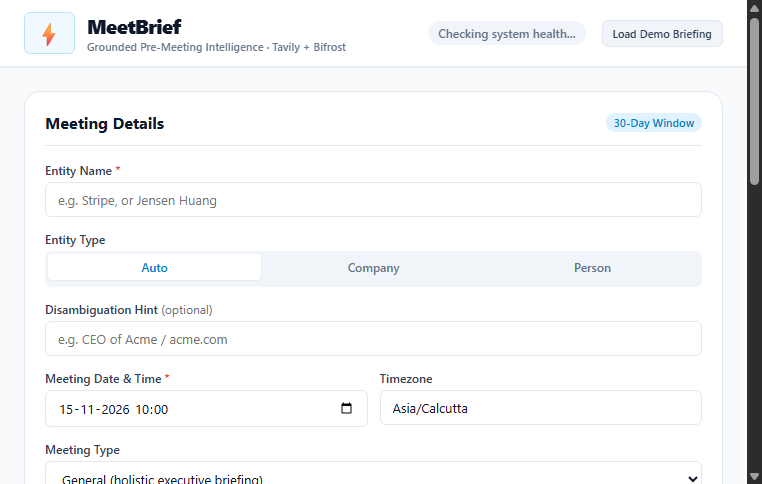 MeetBrief
Grounded Pre-Meeting Intelligence · Tavily + Bifrost
Checking system health...
Load Demo Briefing
Meeting Details
30-Day Window
Entity Name *
e.g. Stripe, or Jensen Huang
Entity Type
Auto
Company
Person
Disambiguation Hint (optional)
e.g. CEO of Acme / acme.com
Meeting Date & Time *
Timezone
15-11-2026 10:00
Asia/Calcutta
Meeting Type
General (holistic executive briefing)